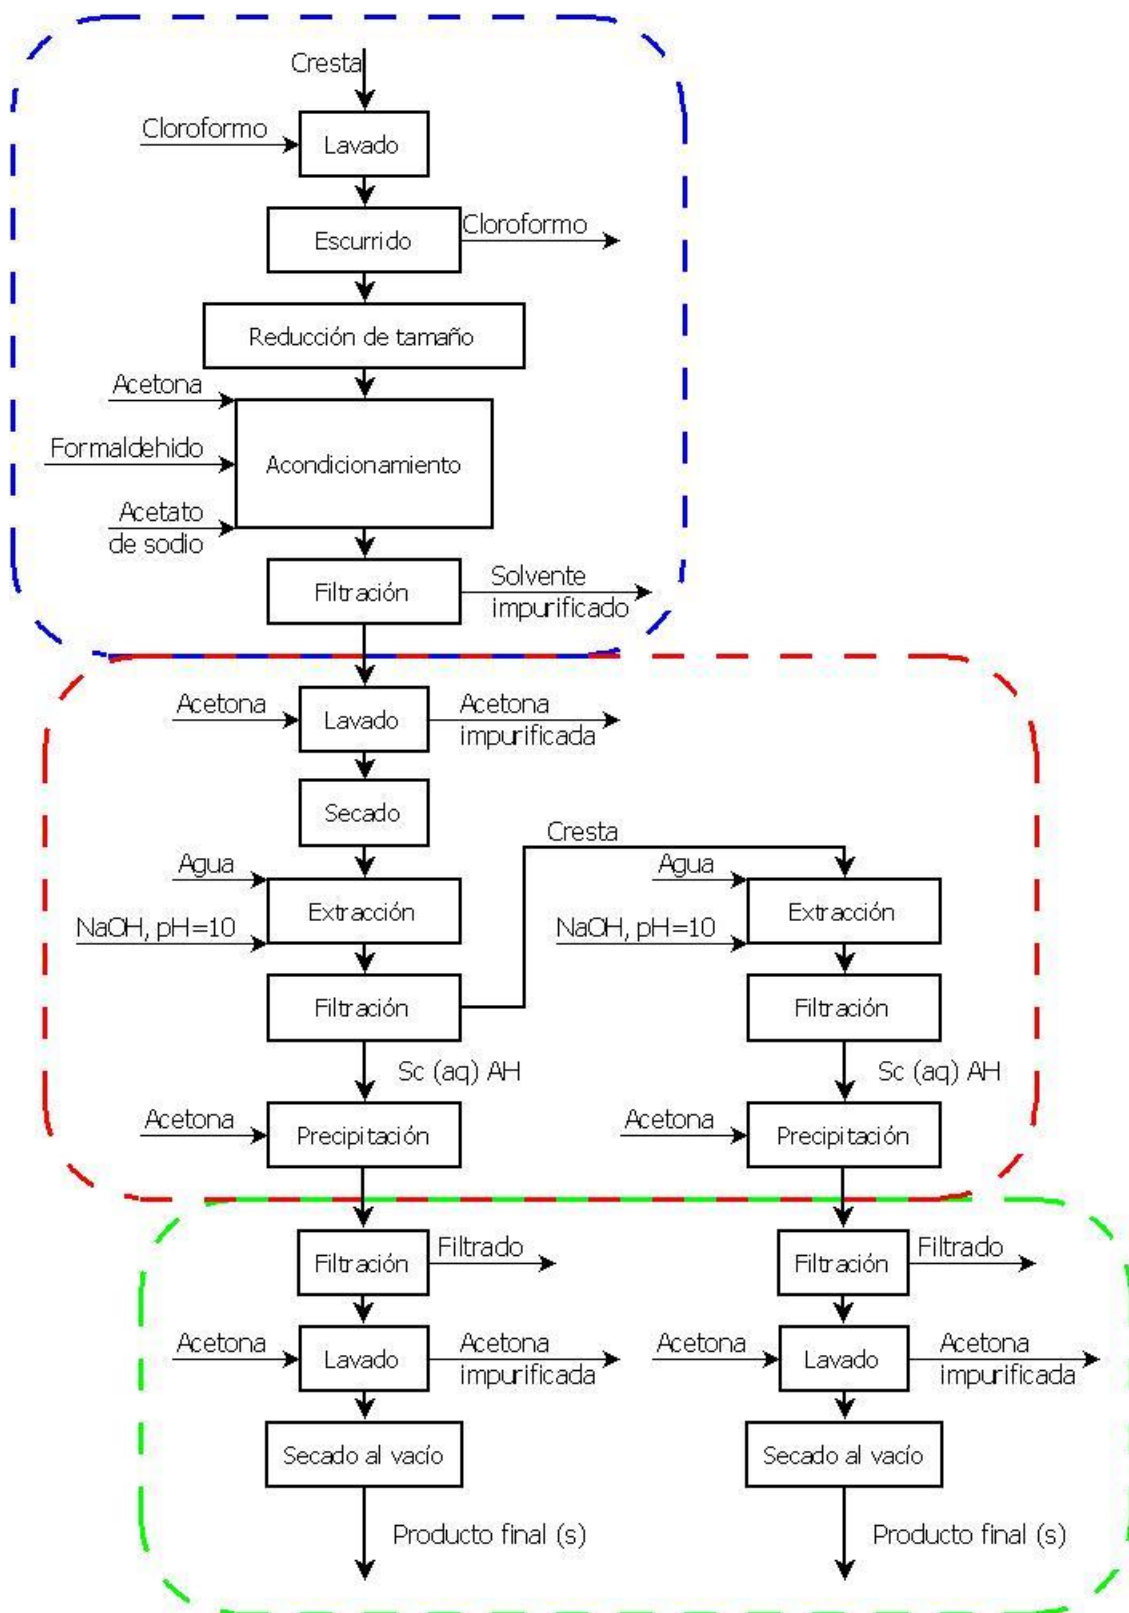 Cresta
Cloroformo
Lavado
Escurrido
Cloroformo
Reducción de tamaño
Acetona
Formaldehido
Acondicionamiento
Acetato
de sodio
Filtración
Solvente
impurificado
Acetona
Lavado
Acetona
impurificada
Secado
Cresta
Agua
NaOH, pH=10
Extracción
Agua
NaOH, pH=10
Extracción
Filtración
Filtración
Sc (aq) AH
Sc (aq) AH
Acetona
Precipitación
Acetona
Precipitación
Filtración
Filtrado
Filtración
Filtrado
Acetona
Lavado
Acetona
impurificada
Acetona
Lavado
Acetona
impurificada
Secado al vacío
Secado al vacío
Producto final (s)
Producto final (s)